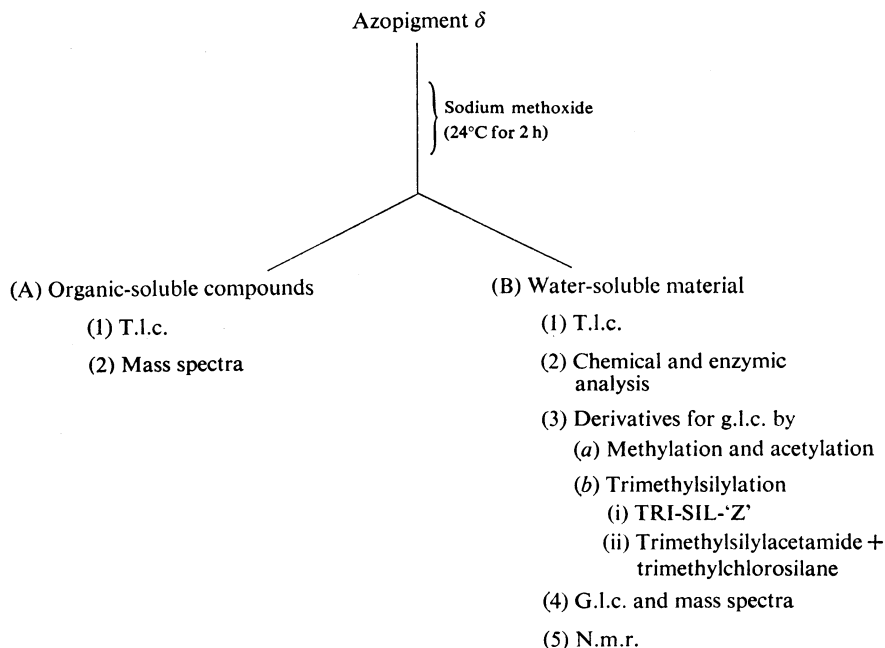 Azopigment δ
Sodium methoxide
(24°C for 2 h)
(A) Organic-soluble compounds
(1) T.l.c.
(2) Mass spectra
(B) Water-soluble material
(1) T.l.c.
(2) Chemical and enzymic
analysis
(3) Derivatives for g.l.c. by
(a) Methylation and acetylation
(b) Trimethylsilylation
(i) TRI-SIL-‘Z’
(ii) Trimethylsilylacetamide +
trimethylchlorosilane
(4) G.l.c. and mass spectra
(5) N.m.r.